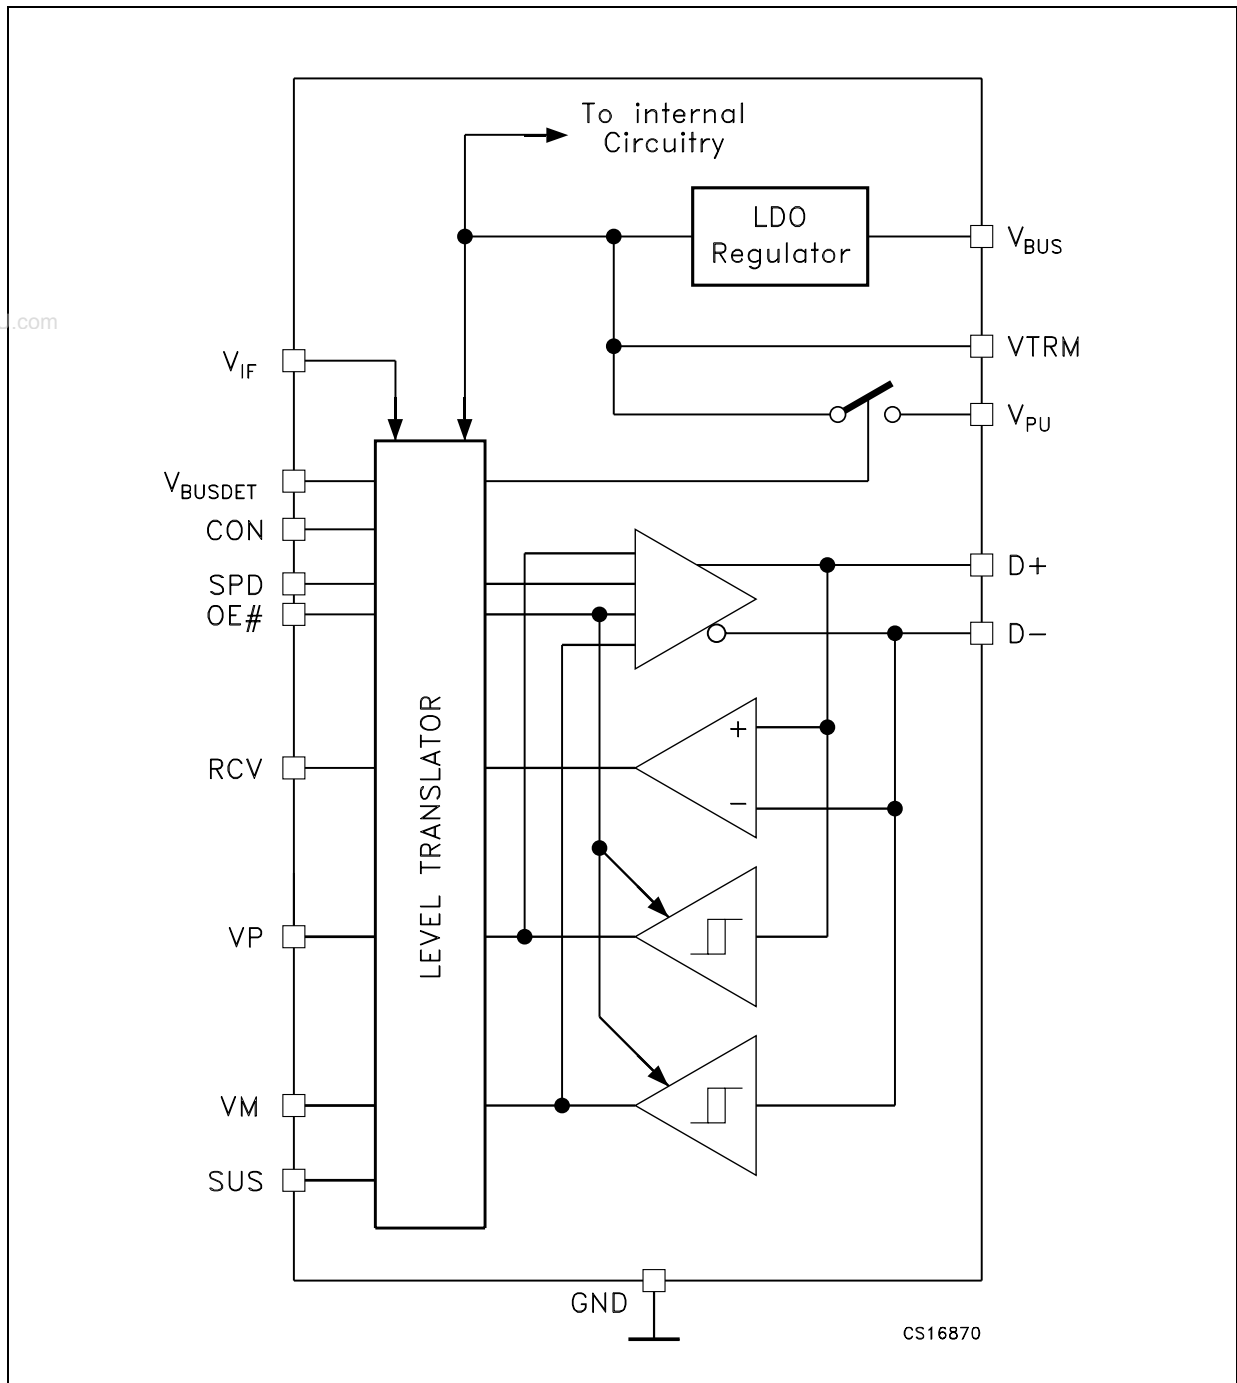 To internal
Circuitry
LDO
Regulator
VBUS
.com
VTRM
VIF
VPU
VBUSDET
CON
D+
SPD
OE#
D−
LEVEL TRANSLATOR
+
RCV
−
VP
VM
SUS
GND
CS16870